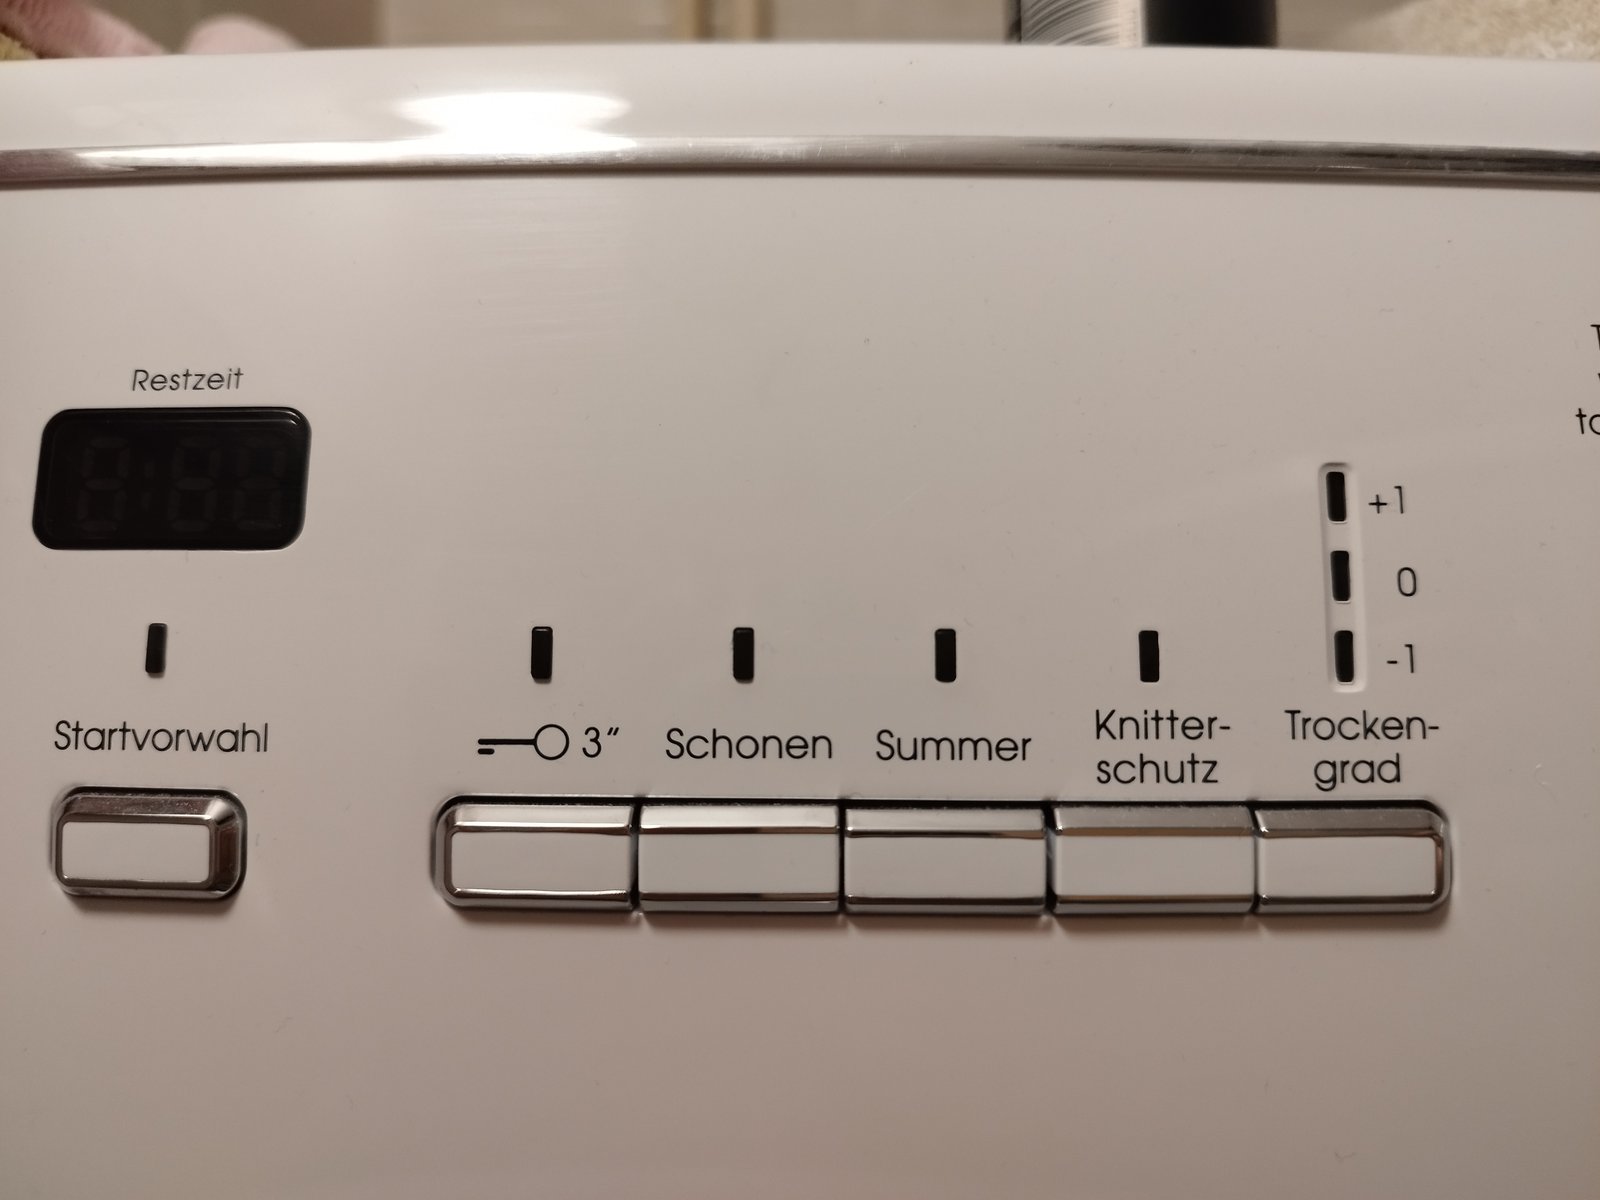 Restzeit
+1
0
-1
Startvorwahl
3" Schonen Summer
Knitter-
schutz
Trocken-
grad